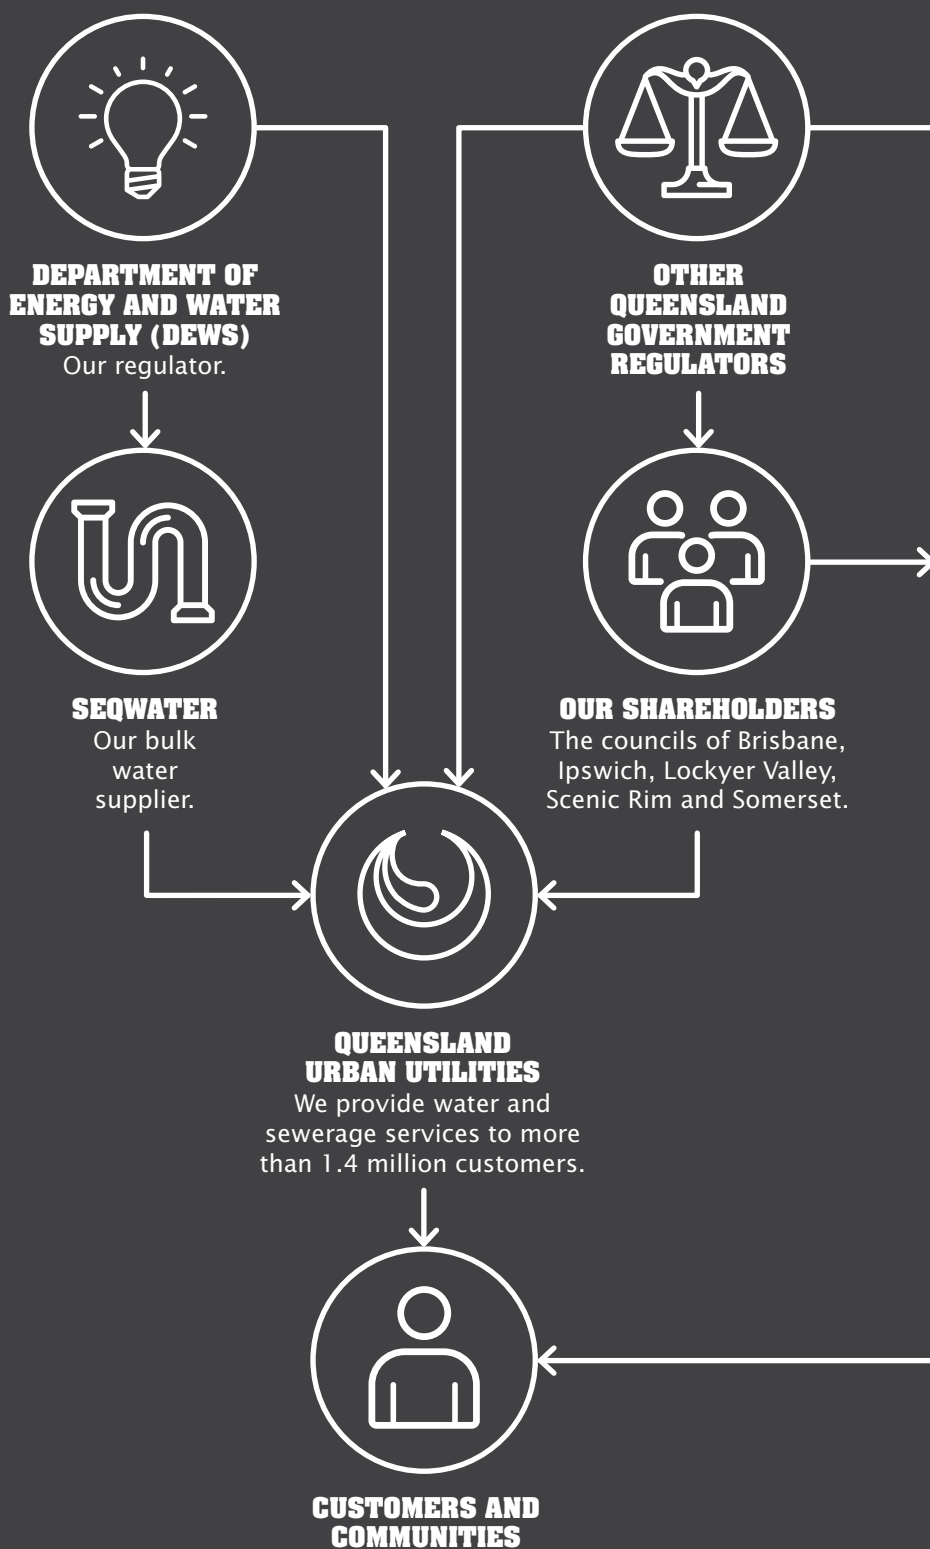 DEPARTMENT OF
ENERGY AND WATER
SUPPLY (DEWS)
Our regulator.
OTHER
QUEENSLAND
GOVERNMENT
REGULATORS
SEQWATER
Our bulk
water
supplier.
OUR SHAREHOLDERS
The councils of Brisbane,
Ipswich, Lockyer Valley,
Scenic Rim and Somerset.
QUEENSLAND
URBAN UTILITIES
We provide water and
sewerage services to more
than 1.4 million customers.
CUSTOMERS AND
COMMUNITIES